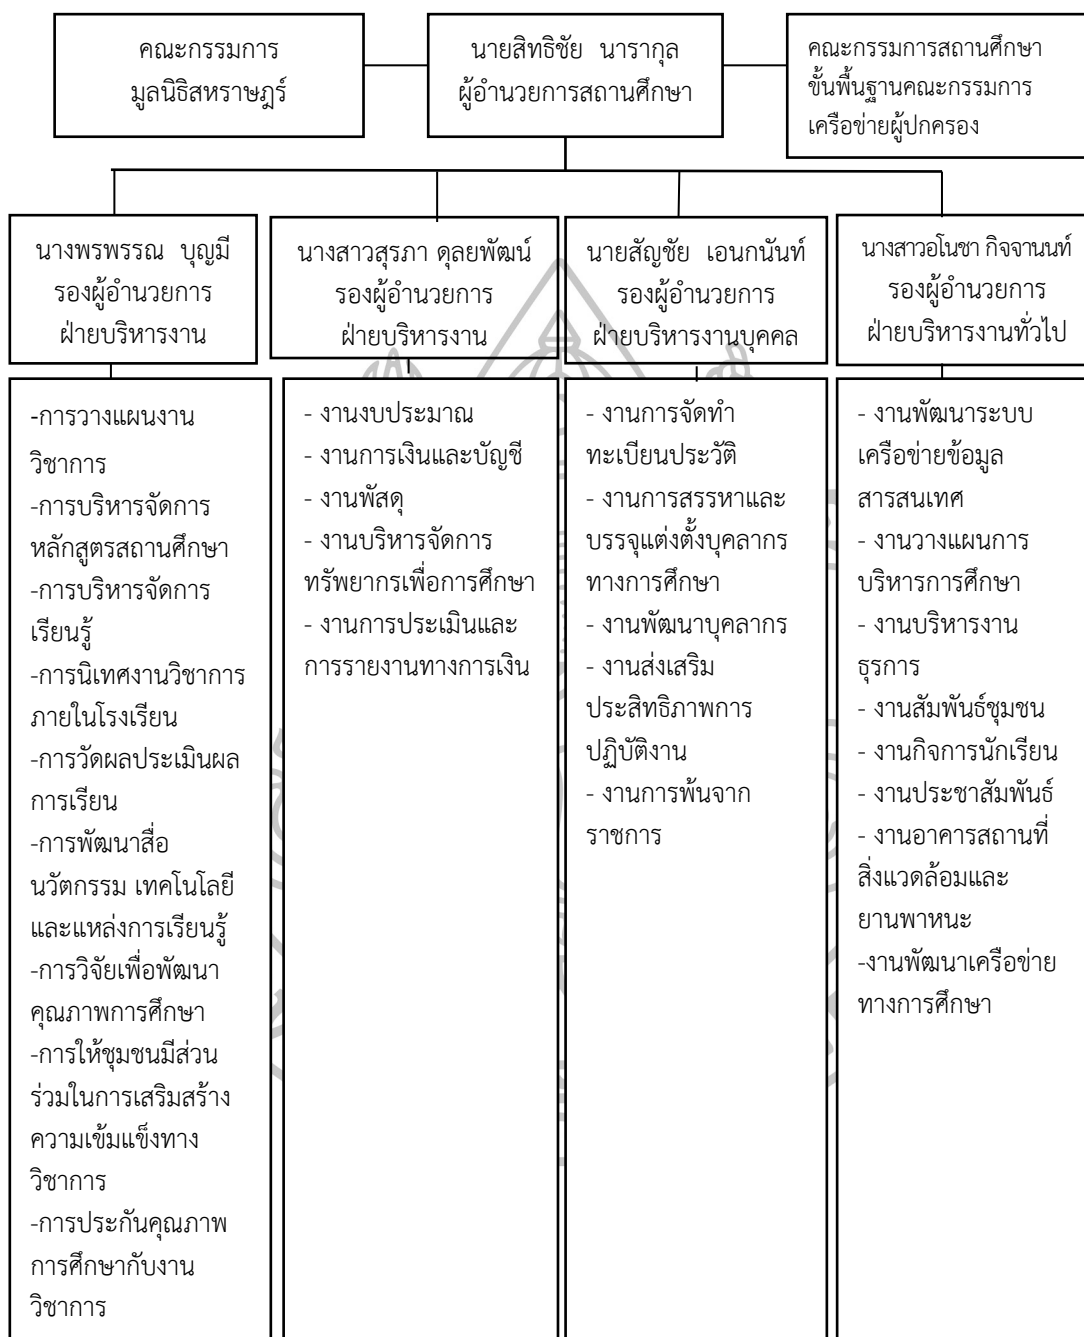 คณะกรรมการ
มูลนิธิสหราษฎร์
นายสิทธิชัย นารากุล
ผู้อำนวยการสถานศึกษา
คณะกรรมการสถานศึกษา
ขั้นพื้นฐานคณะกรรมการ
เครือข่ายผู้ปกครอง
นางพรพรรณ บุญมี
รองผู้อำนวยการ
ฝ่ายบริหารงาน
นางสาวสุรภา ดุลยพัฒน์
รองผู้อำนวยการ
ฝ่ายบริหารงาน
นายสัญชัย เอนกนันท์
รองผู้อำนวยการ
ฝ่ายบริหารงานบุคคล
นางสาวอโนชา กิจจานนท์
รองผู้อำนวยการ
ฝ่ายบริหารงานทั่วไป
-การวางแผนงาน
วิชาการ
-การบริหารจัดการ
หลักสูตรสถานศึกษา
-การบริหารจัดการ
เรียนรู้
-การนิเทศงานวิชาการ
ภายในโรงเรียน
-การวัดผลประเมินผล
การเรียน
-การพัฒนาสื่อ
นวัตกรรม เทคโนโลยี
และแหล่งการเรียนรู้
-การวิจัยเพื่อพัฒนา
คุณภาพการศึกษา
-การให้ชุมชนมีส่วน
ร่วมในการเสริมสร้าง
ความเข้มแข็งทาง
วิชาการ
-การประกันคุณภาพ
การศึกษากับงาน
วิชาการ
- งานงบประมาณ
- งานการเงินและบัญชี
- งานพัสดุ
- งานบริหารจัดการ
ทรัพยากรเพื่อการศึกษา
- งานการประเมินและ
การรายงานทางการเงิน
- งานการจัดทำ
ทะเบียนประวัติ
- งานการสรรหาและ
บรรจุแต่งตั้งบุคลากร
ทางการศึกษา
- งานพัฒนาบุคลากร
- งานส่งเสริม
ประสิทธิภาพการ
ปฏิบัติงาน
- งานการพ้นจาก
ราชการ
- งานพัฒนาระบบ
เครือข่ายข้อมูล
สารสนเทศ
- งานวางแผนการ
บริหารการศึกษา
- งานบริหารงาน
ธุรการ
- งานสัมพันธ์ชุมชน
- งานกิจการนักเรียน
- งานประชาสัมพันธ์
- งานอาคารสถานที่
สิ่งแวดล้อมและ
ยานพาหนะ
-งานพัฒนาเครือข่าย
ทางการศึกษา